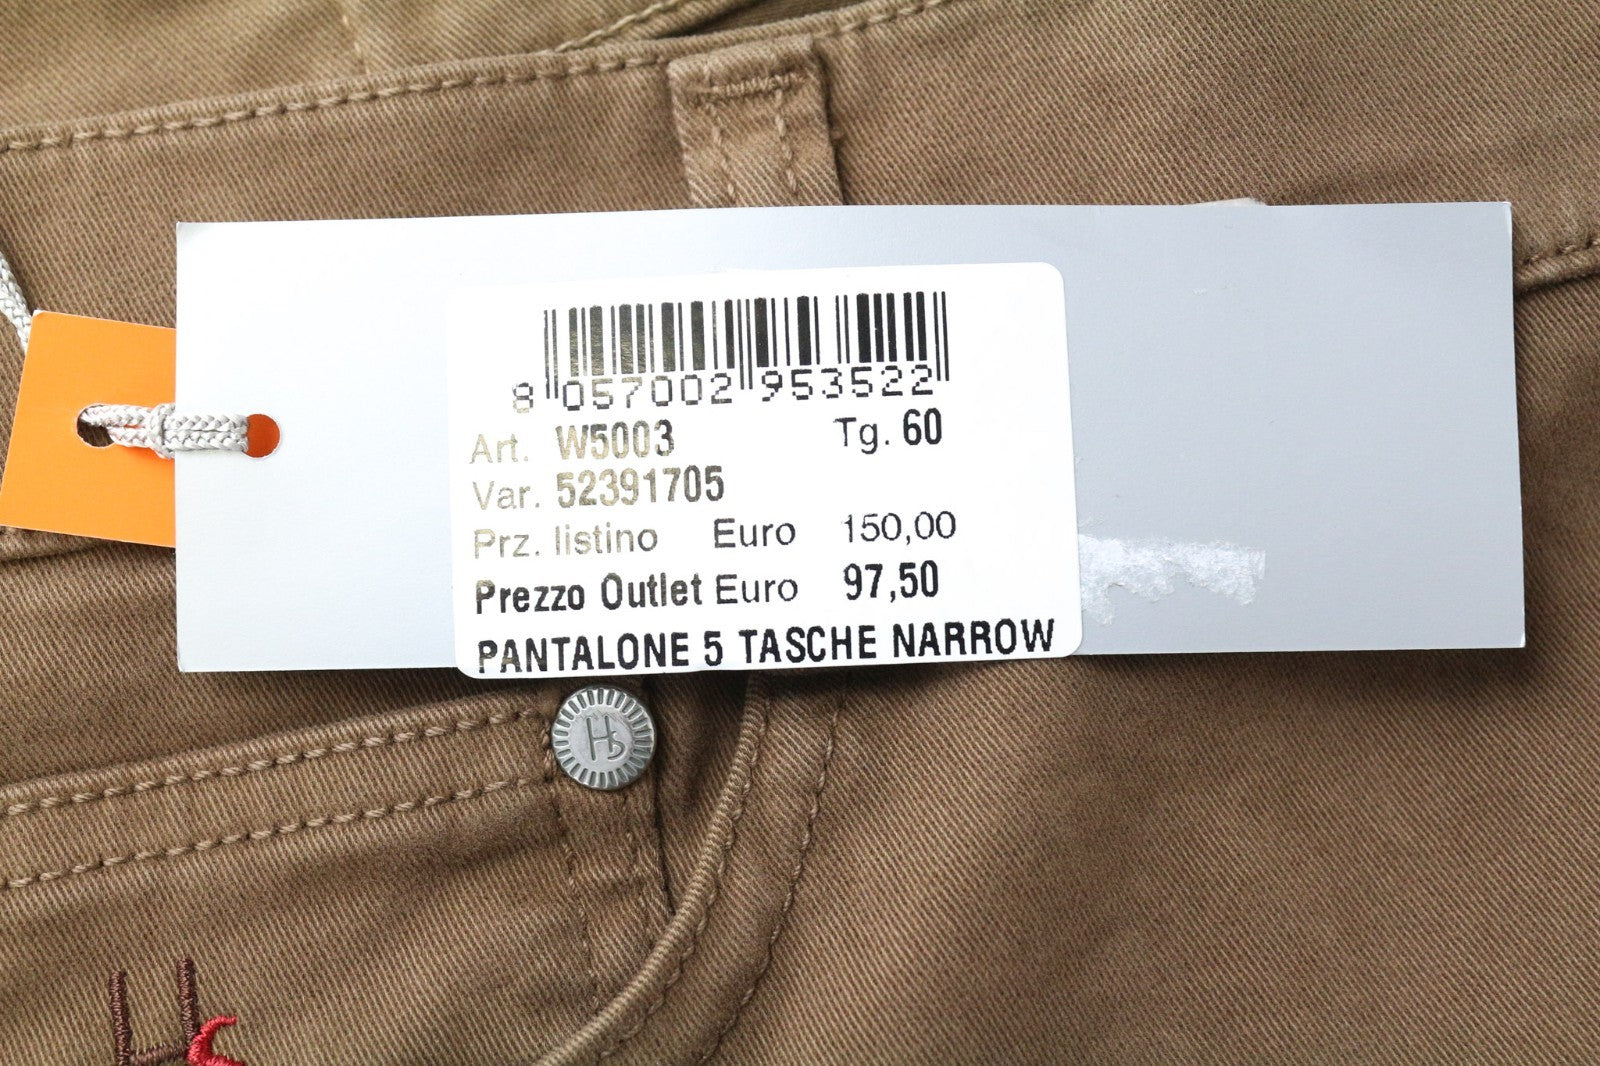 8 057002 953522
Art. W5003 Tg. 60
Var. 52391705
Prz. listino Euro 150,00
Prezzo Outlet Euro 97,50
PANTALONE 5 TASCHE NARROW
HS